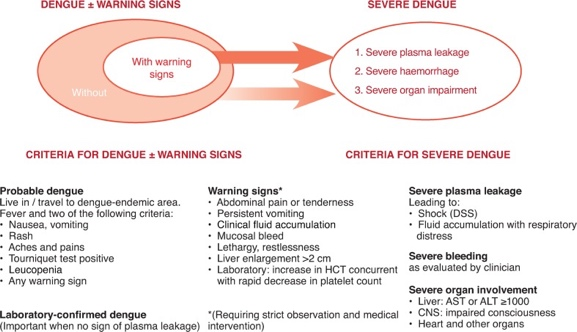 DENGUE ± WARNING SIGNS
SEVERE DENGUE
With warning
signs
Without
1. Severe plasma leakage
2. Severe haemorrhage
3. Severe organ impairment
CRITERIA FOR DENGUE ± WARNING SIGNS
CRITERIA FOR SEVERE DENGUE
Probable dengue
Live in / travel to dengue-endemic area.
Fever and two of the following criteria:
• Nausea, vomiting
• Rash
• Aches and pains
• Tourniquet test positive
• Leucopenia
• Any warning sign
Laboratory-confirmed dengue
(Important when no sign of plasma leakage)
Warning signs*
• Abdominal pain or tenderness
• Persistent vomiting
• Clinical fluid accumulation
• Mucosal bleed
• Lethargy, restlessness
• Liver enlargement >2 cm
• Laboratory: increase in HCT concurrent
with rapid decrease in platelet count
*(Requiring strict observation and medical
intervention)
Severe plasma leakage
Leading to:
• Shock (DSS)
• Fluid accumulation with respiratory
distress
Severe bleeding
as evaluated by clinician
Severe organ involvement
• Liver: AST or ALT ≥1000
• CNS: impaired consciousness
• Heart and other organs